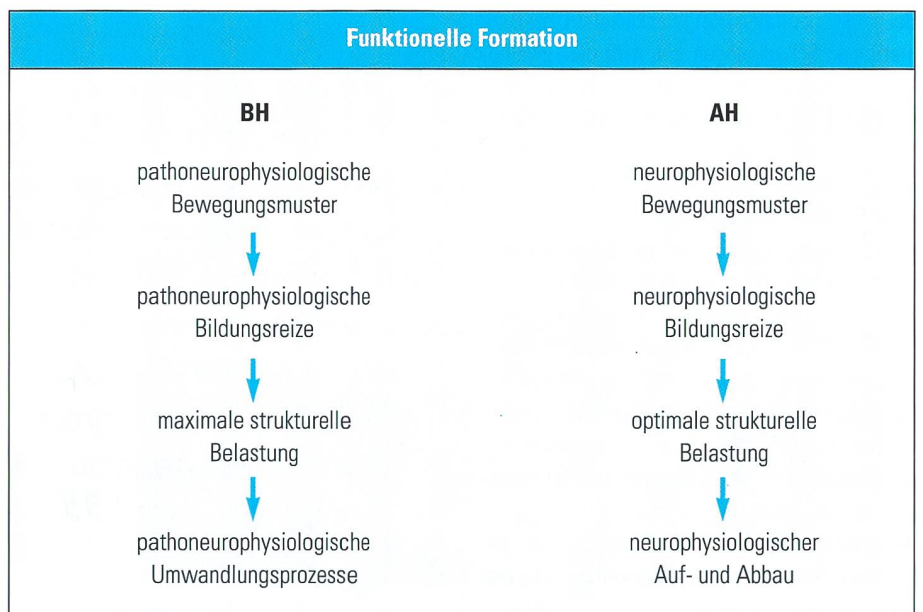 Funktionelle Formation
BH
pathoneurophysiologische
Bewegungsmuster
pathoneurophysiologische
Bildungsreize
maximale strukturelle
Belastung
pathoneurophysiologische
Umwandlungsprozesse
AH
neurophysiologische
Bewegungsmuster
neurophysiologische
Bildungsreize
optimale strukturelle
Belastung
neurophysiologischer
Auf- und Abbau